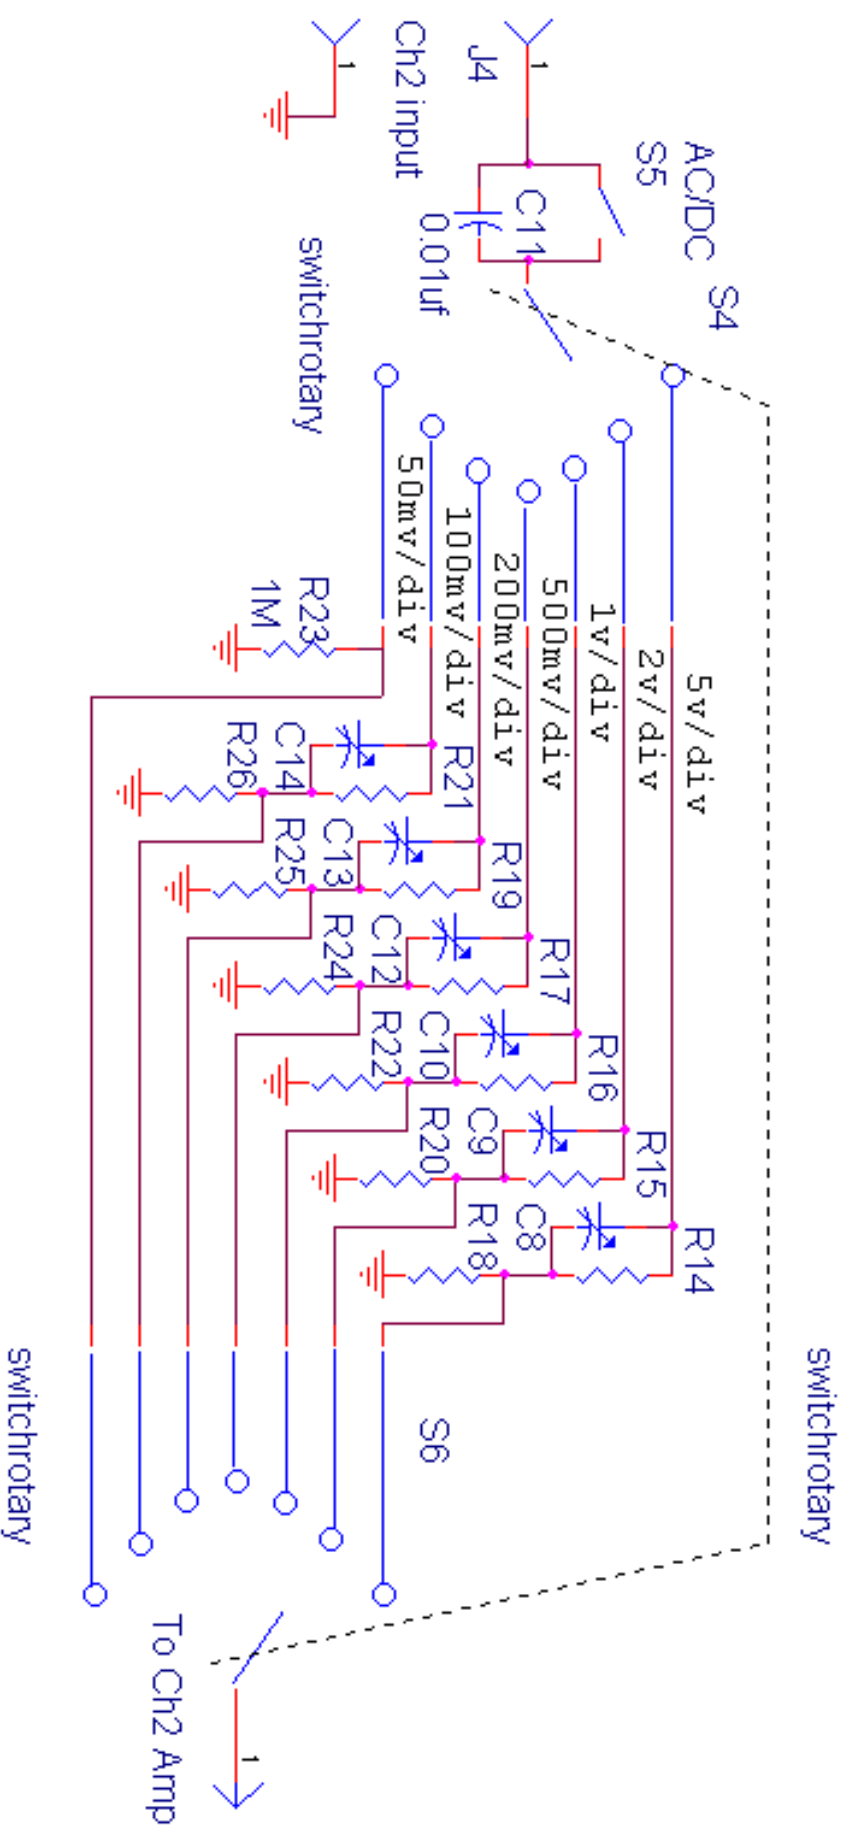 AC/DC
S5
S4
J4
1
Ch2 input
1
C11
0.01uf
switchrotary
5v/div
2v/div
1v/div
500mv/div
200mv/div
100mv/div
50mv/div
R23
1M
R21
C14
R26
R19
C13
R25
R17
C12
R24
R16
C10
R22
R15
C9
R20
R14
C8
R18
S6
switchrotary
switchrotary
1
To Ch2 Amp